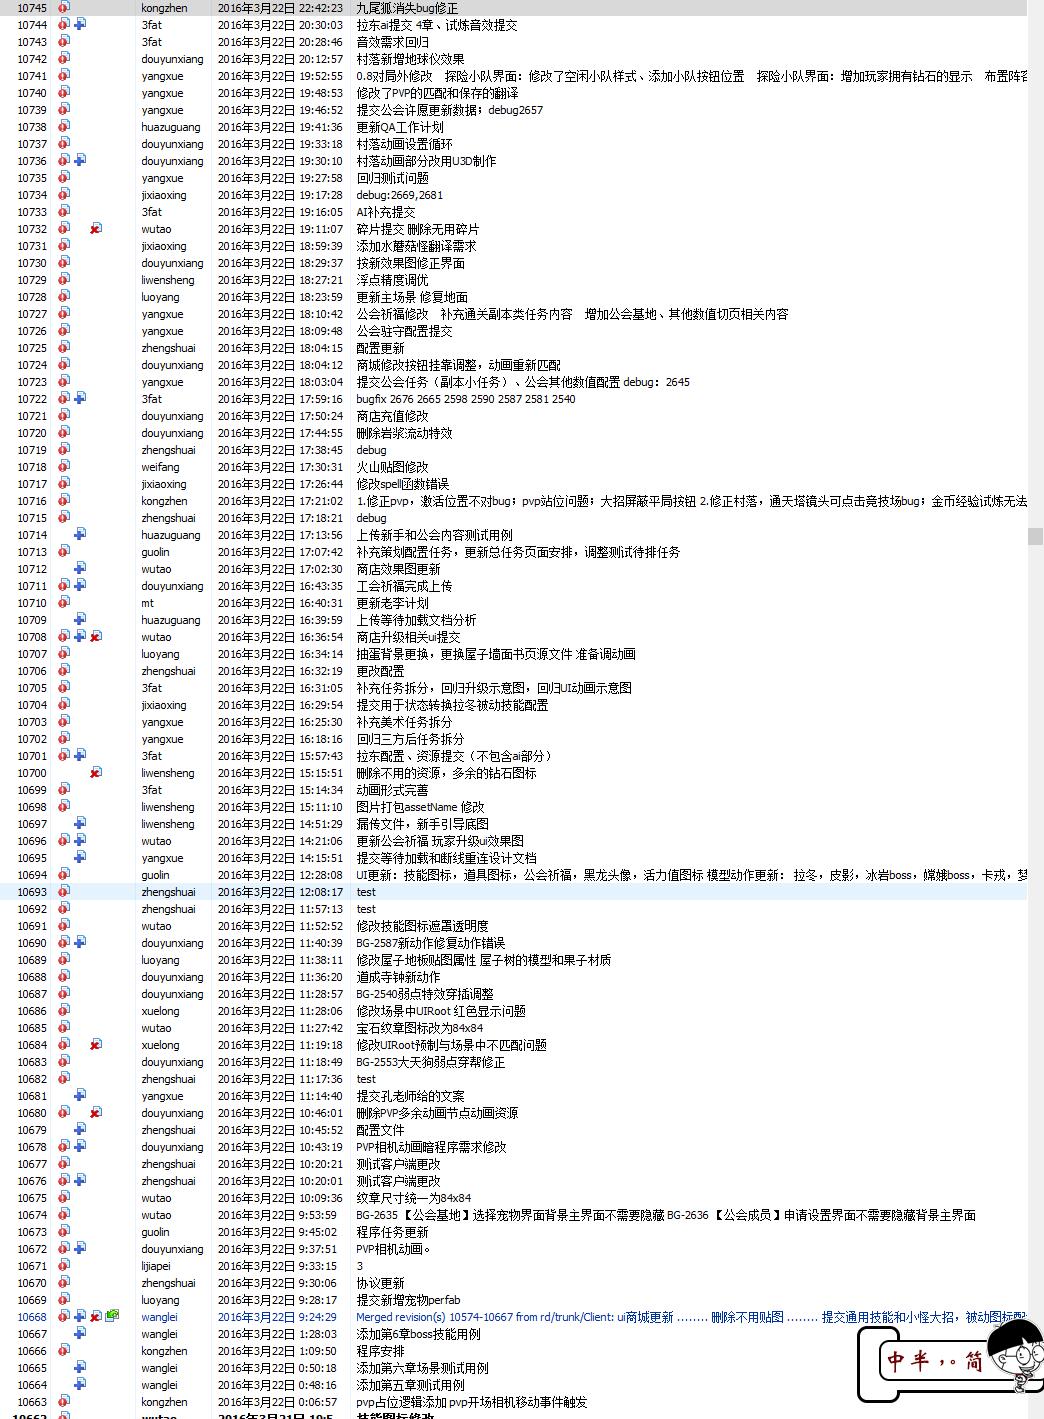 10745 kongzhen 2016年3月22日 22:42:23 九尾狐消失bug修正
10744 3fat 2016年3月22日 20:30:03 拉东ai提交 4章、试炼音效提交
10743 3fat 2016年3月22日 20:28:46 音效需求回归
10742 douyunxiang 2016年3月22日 20:12:57 村落新增地球仪效果
10741 yangxue 2016年3月22日 19:52:55 0.8对局外修改 探险小队界面：修改了空闲小队样式、添加小队按钮位置 探险小队界面：增加玩家拥有钻石的显示 布置阵容
10740 yangxue 2016年3月22日 19:48:53 修改了PVP的匹配和保存的翻译
10739 yangxue 2016年3月22日 19:46:52 提交公会许愿更新数据；debug2657
10738 huazuguang 2016年3月22日 19:41:36 更新QA工作计划
10737 douyunxiang 2016年3月22日 19:33:18 村落动画设置循环
10736 douyunxiang 2016年3月22日 19:30:10 村落动画部分改用U3D制作
10735 yangxue 2016年3月22日 19:27:58 回归测试问题
10734 jixiaoxing 2016年3月22日 19:17:28 debug:2669,2681
10733 3fat 2016年3月22日 19:16:05 AI补充提交
10732 wutao 2016年3月22日 19:11:07 碎片提交 删除无用碎片
10731 jixiaoxing 2016年3月22日 18:59:39 添加水蘑菇怪翻译需求
10730 douyunxiang 2016年3月22日 18:29:37 按新效果图修正界面
10729 liwensheng 2016年3月22日 18:27:21 浮点精度调优
10728 luoyang 2016年3月22日 18:23:59 更新主场景 修复地面
10727 yangxue 2016年3月22日 18:10:42 公会祈福修改 补充通关副本类任务内容 增加公会基地、其他数值切页相关内容
10726 yangxue 2016年3月22日 18:09:48 公会驻守配置提交
10725 zhengshuai 2016年3月22日 18:04:15 配置更新
10724 douyunxiang 2016年3月22日 18:04:12 商城修改按钮挂靠调整，动画重新匹配
10723 yangxue 2016年3月22日 18:03:04 提交公会任务（副本小任务）、公会其他数值配置 debug：2645
10722 3fat 2016年3月22日 17:59:16 bugfix 2676 2665 2598 2590 2587 2581 2540
10721 douyunxiang 2016年3月22日 17:50:24 商店充值修改
10720 douyunxiang 2016年3月22日 17:44:55 删除岩浆流动特效
10719 zhengshuai 2016年3月22日 17:38:45 debug
10718 weifang 2016年3月22日 17:30:31 火山贴图修改
10717 jixiaoxing 2016年3月22日 17:26:44 修改spell函数错误
10716 kongzhen 2016年3月22日 17:21:02 1.修正pvp，激活位置不对bug；pvp站位问题；大招屏蔽平局按钮 2.修正村落，通天塔镜头可点击竞技场bug；金币经验试炼无法
10715 zhengshuai 2016年3月22日 17:18:21 debug
10714 huazuguang 2016年3月22日 17:13:56 上传新手和公会内容测试用例
10713 guolin 2016年3月22日 17:07:42 补充策划配置任务，更新总任务页面安排，调整测试待排任务
10712 wutao 2016年3月22日 17:02:30 商店效果图更新
10711 douyunxiang 2016年3月22日 16:43:35 工会祈福完成上传
10710 mt 2016年3月22日 16:40:31 更新老李计划
10709 huazuguang 2016年3月22日 16:39:59 上传等待加载文档分析
10708 wutao 2016年3月22日 16:36:54 商店升级相关ui提交
10707 luoyang 2016年3月22日 16:34:14 抽蛋背景更换，更换屋子墙面书页源文件 准备调动画
10706 zhengshuai 2016年3月22日 16:32:19 更改配置
10705 3fat 2016年3月22日 16:31:05 补充任务拆分，回归升级示意图，回归UI动画示意图
10704 jixiaoxing 2016年3月22日 16:29:54 提交用于状态转换拉冬被动技能配置
10703 yangxue 2016年3月22日 16:25:30 补充美术任务拆分
10702 yangxue 2016年3月22日 16:18:16 回归三方后任务拆分
10701 3fat 2016年3月22日 15:57:43 拉东配置、资源提交（不包含ai部分）
10700 liwensheng 2016年3月22日 15:15:51 删除不用的资源，多余的钻石图标
10699 3fat 2016年3月22日 15:14:34 动画形式完善
10698 liwensheng 2016年3月22日 15:11:10 图片打包assetName 修改
10697 liwensheng 2016年3月22日 14:51:29 漏传文件，新手引导底图
10696 wutao 2016年3月22日 14:21:06 更新公会祈福 玩家升级ui效果图
10695 yangxue 2016年3月22日 14:15:51 提交等待加载和断线重连设计文档
10694 guolin 2016年3月22日 12:28:08 UI更新：技能图标，道具图标，公会祈福，黑龙头像，活力值图标 模型动作更新： 拉冬，皮影，冰岩boss，嫦娥boss，卡戎，梦
10693 zhengshuai 2016年3月22日 12:08:17 test
10692 zhengshuai 2016年3月22日 11:57:13 test
10691 wutao 2016年3月22日 11:52:52 修改技能图标遮罩透明度
10690 douyunxiang 2016年3月22日 11:40:39 BG-2587新动作修复动作错误
10689 luoyang 2016年3月22日 11:38:11 修改屋子地板贴图属性 屋子树的模型和果子材质
10688 douyunxiang 2016年3月22日 11:36:20 道成寺钟新动作
10687 douyunxiang 2016年3月22日 11:28:57 BG-2540弱点特效穿插调整
10686 xuelong 2016年3月22日 11:28:06 修改场景中UIRoot 红色显示问题
10685 wutao 2016年3月22日 11:27:42 宝石纹章图标改为84x84
10684 xuelong 2016年3月22日 11:19:18 修改UIRoot预制与场景中不匹配问题
10683 douyunxiang 2016年3月22日 11:18:49 BG-2553大天狗弱点穿帮修正
10682 zhengshuai 2016年3月22日 11:17:36 test
10681 yangxue 2016年3月22日 11:14:40 提交孔老师给的文案
10680 douyunxiang 2016年3月22日 10:46:01 删除PVP多余动画节点动画资源
10679 zhengshuai 2016年3月22日 10:45:52 配置文件
10678 douyunxiang 2016年3月22日 10:43:19 PVP相机动画暗程序需求修改
10677 zhengshuai 2016年3月22日 10:20:21 测试客户端更改
10676 zhengshuai 2016年3月22日 10:20:01 测试客户端更改
10675 wutao 2016年3月22日 10:09:36 纹章尺寸统一为84x84
10674 wutao 2016年3月22日 9:53:59 BG-2635 【公会基地】选择宠物界面背景主界面不需要隐藏 BG-2636 【公会成员】申请设置界面不需要隐藏背景主界面
10673 guolin 2016年3月22日 9:45:02 程序任务更新
10672 douyunxiang 2016年3月22日 9:37:51 PVP相机动画。
10671 lijiapei 2016年3月22日 9:33:15 3
10670 zhengshuai 2016年3月22日 9:30:06 协议更新
10669 luoyang 2016年3月22日 9:28:17 提交新增宠物perfab
10668 wanglei 2016年3月22日 9:24:29 Merged revision(s) 10574-10667 from rd/trunk/Client: ui商城更新 ........ 删除不用贴图 ........ 提交通用技能和小怪大招，被动图标配
10667 wanglei 2016年3月22日 1:28:03 添加第6章boss技能用例
10666 kongzhen 2016年3月22日 1:09:50 程序安排
10665 wanglei 2016年3月22日 0:50:18 添加第六章场景测试用例
10664 wanglei 2016年3月22日 0:48:16 添加第五章测试用例
10663 kongzhen 2016年3月22日 0:06:57 pvp占位逻辑添加 pvp开场相机移动事件触发
中半，。简